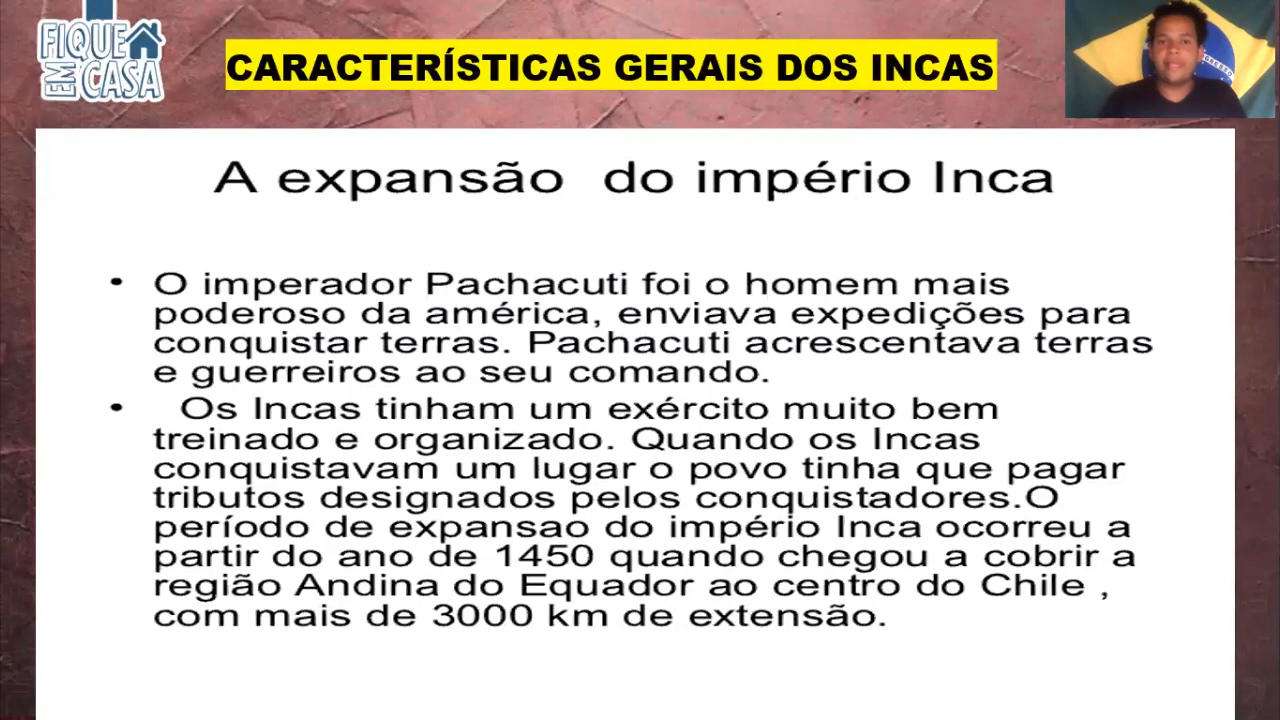 FIQUE
EM
CASA
CARACTERÍSTICAS GERAIS DOS INCAS
A expansão do império Inca
• O imperador Pachacuti foi o homem mais
poderoso da américa, enviava expedições para
conquistar terras. Pachacuti acrescentava terras
e guerreiros ao seu comando.
• Os Incas tinham um exército muito bem
treinado e organizado. Quando os Incas
conquistavam um lugar o povo tinha que pagar
tributos designados pelos conquistadores.O
período de expansao do império Inca ocorreu a
partir do ano de 1450 quando chegou a cobrir a
região Andina do Equador ao centro do Chile ,
com mais de 3000 km de extensão.